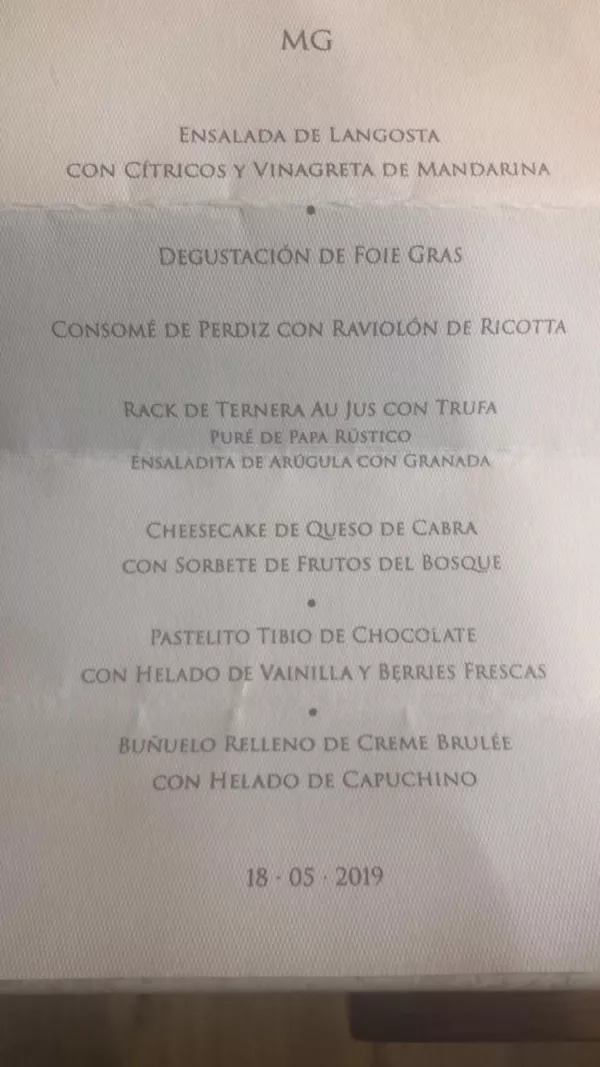 MG
ENSALADA DE LANGOSTA
CON CÍTRICOS Y VINAGRETA DE MANDARINA
•
DEGUSTACIÓN DE FOIE GRAS
CONSOMÉ DE PERDIZ CON RAVIOLÓN DE RICOTTA
RACK DE TERNERA AU JUS CON TRUFA
PURÉ DE PAPA RÚSTICO
ENSALADITA DE ARÚGULA CON GRANADA
CHEESECAKE DE QUESO DE CABRA
CON SORBETE DE FRUTOS DEL BOSQUE
•
PASTELITO TIBIO DE CHOCOLATE
CON HELADO DE VAINILLA Y BERRIES FRESCAS
•
BUÑUELO RELLENO DE CREME BRULÉE
CON HELADO DE CAPUCHINO
18 · 05 · 2019